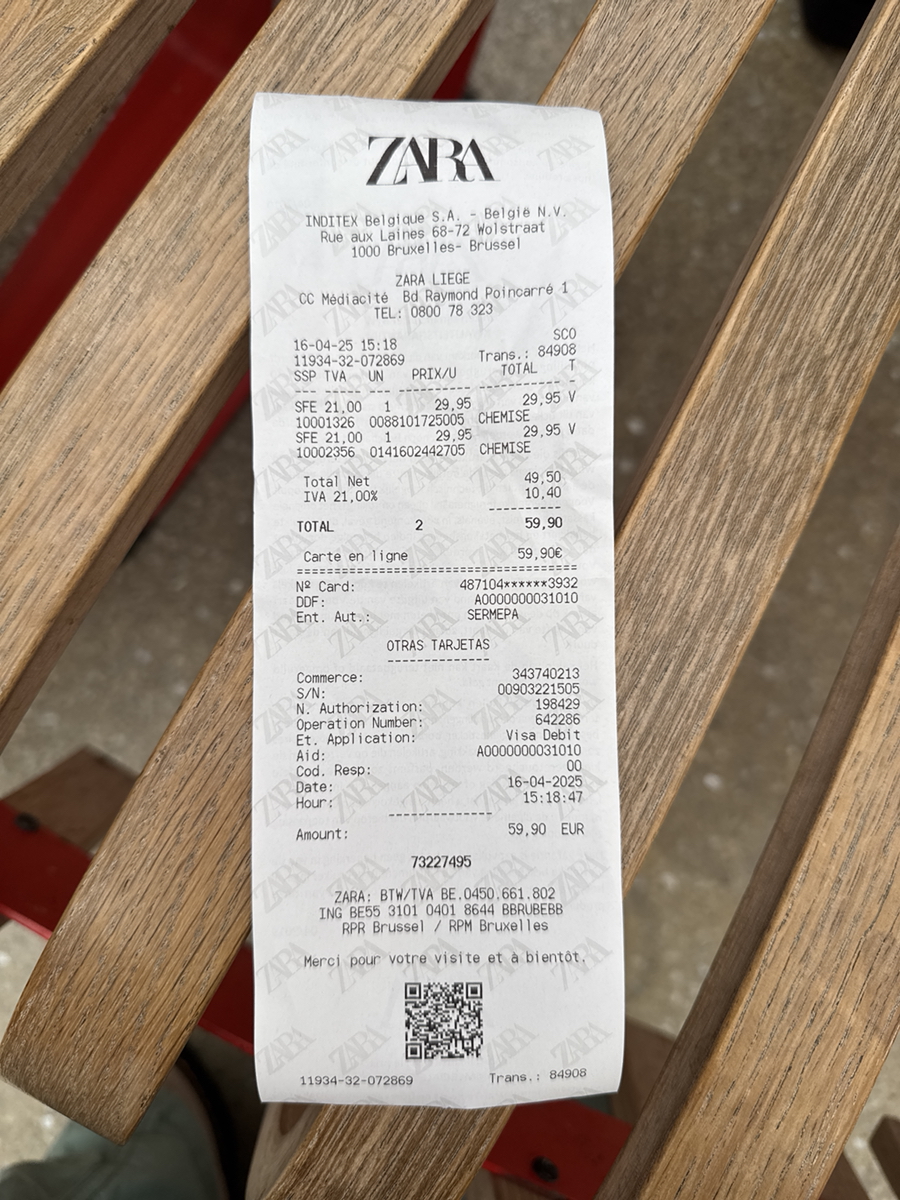 ZARA
INDITEX Belgique S.A. - België N.V.
Rue aux Laines 68-72 Wolstraat
1000 Bruxelles- Brussel
ZARA LIEGE
CC Médiacité Bd Raymond Poincarré 1
TEL: 0800 78 323
SCO
16-04-25 15:18
11934-32-072869 Trans.: 84908
SSP TVA UN PRIX/U TOTAL T
--- --- -- ---------- ----------- -
SFE 21,00 1 29,95 29,95 V
10001326 0088101725005 CHEMISE
SFE 21,00 1 29,95 29,95 V
10002356 0141602442705 CHEMISE
Total Net 49,50
IVA 21,00% 10,40
----------
TOTAL 2 59,90
Carte en ligne 59,90€
======================================
Nº Card: 487104******3932
DDF: A0000000031010
Ent. Aut.: SERMEPA
OTRAS TARJETAS
--------------
Commerce: 343740213
S/N: 00903221505
N. Authorization: 198429
Operation Number: 642286
Et. Application: Visa Debit
Aid: A0000000031010
Cod. Resp: 00
Date: 16-04-2025
Hour: 15:18:47
--------------
Amount: 59,90 EUR
73227495
ZARA: BTW/TVA BE.0450.661.802
ING BE55 3101 0401 8644 BBRUBEBB
RPR Brussel / RPM Bruxelles
Merci pour votre visite et à bientôt.
11934-32-072869 Trans.: 84908